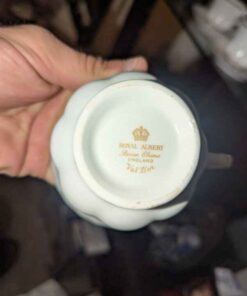 ROYAL ALBERT
Bone China
ENGLAND
Val D'or